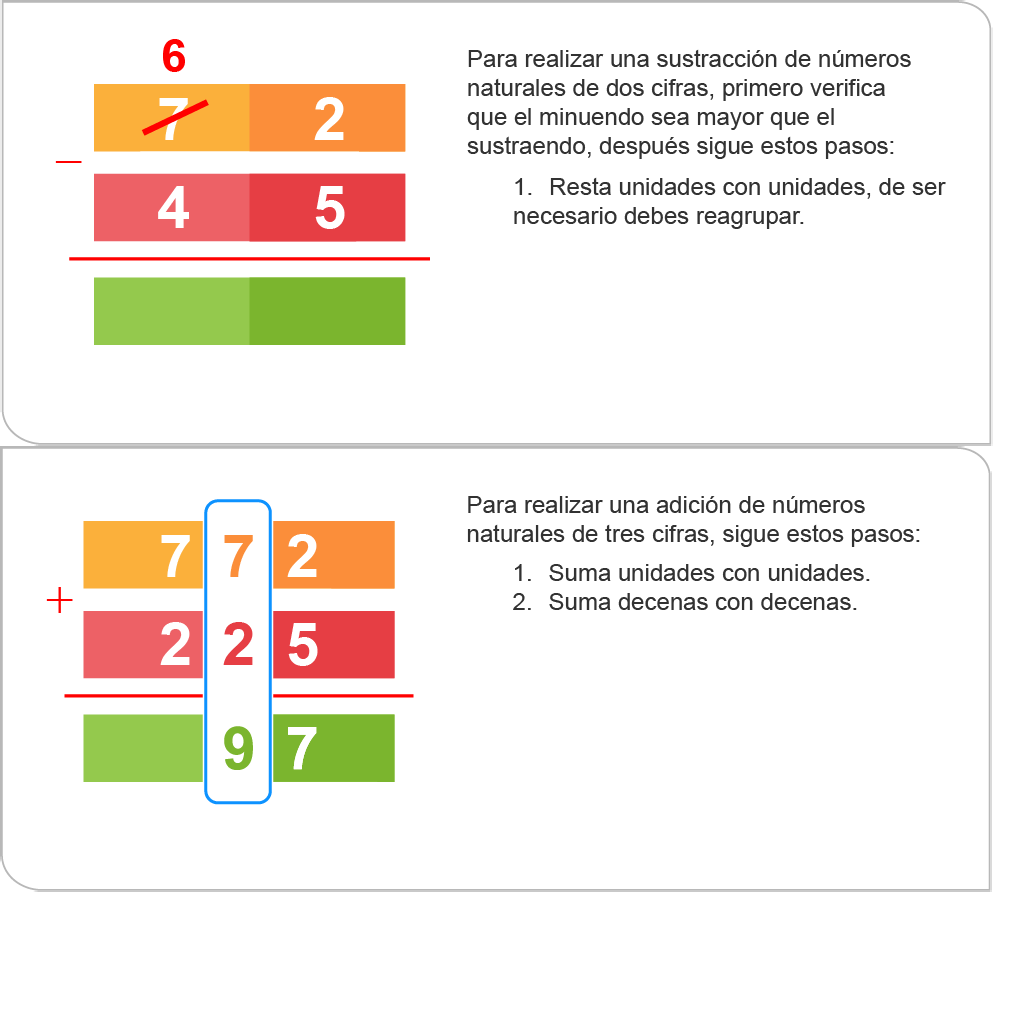 6
7 2
−
4 5
Para realizar una sustracción de números
naturales de dos cifras, primero verifica
que el minuendo sea mayor que el
sustraendo, después sigue estos pasos:
1. Resta unidades con unidades, de ser
necesario debes reagrupar.
7 7 2
+
2 2 5
9 7
Para realizar una adición de números
naturales de tres cifras, sigue estos pasos:
1. Suma unidades con unidades.
2. Suma decenas con decenas.